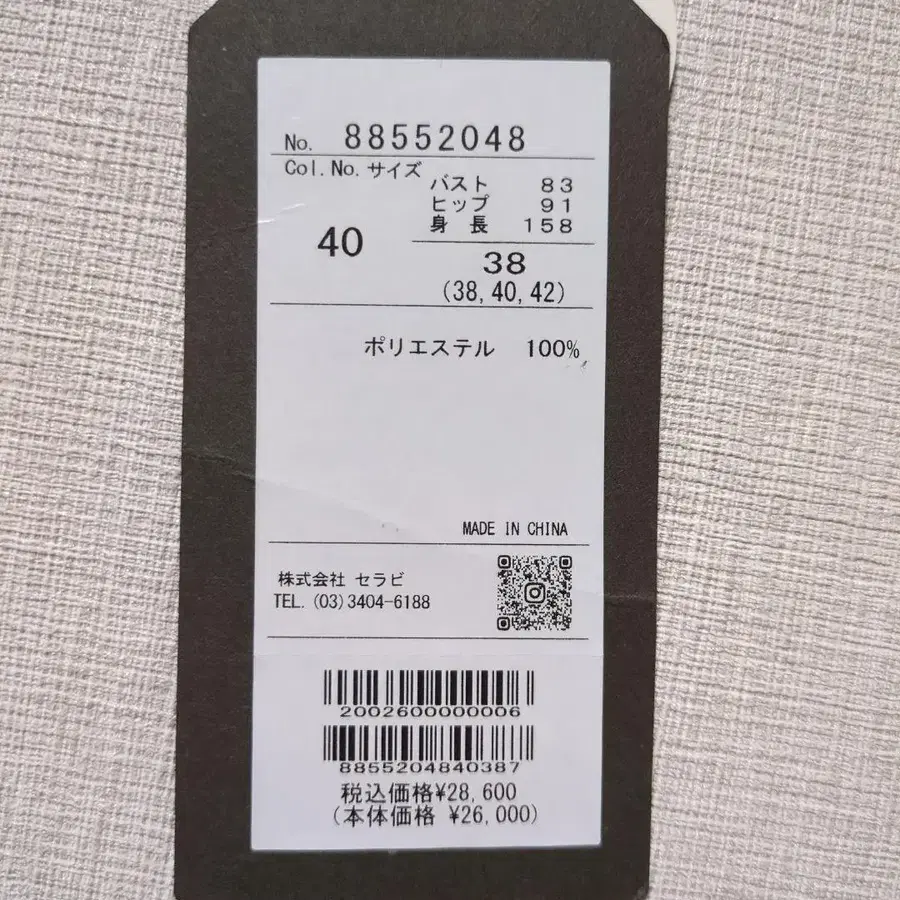 No. 88552048
Col.No. サイズ
バスト 83
ヒップ 91
身長 158
40
38
(38,40,42)
ポリエステル 100%
MADE IN CHINA
株式会社 セラビ
TEL.(03)3404-6188
2002600000006
8855204840387
税込価格¥28,600
(本体価格 ¥26,000)